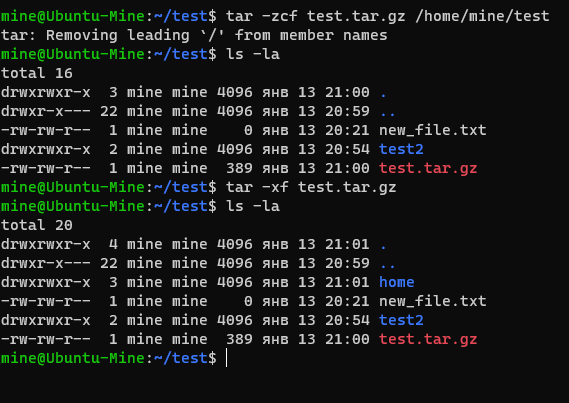 mine@Ubuntu-Mine:~/test$ tar -zcf test.tar.gz /home/mine/test
tar: Removing leading `/' from member names
mine@Ubuntu-Mine:~/test$ ls -la
total 16
drwxrwxr-x  3 mine mine 4096 янв 13 21:00 .
drwxr-x--- 22 mine mine 4096 янв 13 20:59 ..
-rw-rw-r--  1 mine mine    0 янв 13 20:21 new_file.txt
drwxrwxr-x  2 mine mine 4096 янв 13 20:54 test2
-rw-rw-r--  1 mine mine  389 янв 13 21:00 test.tar.gz
mine@Ubuntu-Mine:~/test$ tar -xf test.tar.gz
mine@Ubuntu-Mine:~/test$ ls -la
total 20
drwxrwxr-x  4 mine mine 4096 янв 13 21:01 .
drwxr-x--- 22 mine mine 4096 янв 13 20:59 ..
drwxrwxr-x  3 mine mine 4096 янв 13 21:01 home
-rw-rw-r--  1 mine mine    0 янв 13 20:21 new_file.txt
drwxrwxr-x  2 mine mine 4096 янв 13 20:54 test2
-rw-rw-r--  1 mine mine  389 янв 13 21:00 test.tar.gz
mine@Ubuntu-Mine:~/test$